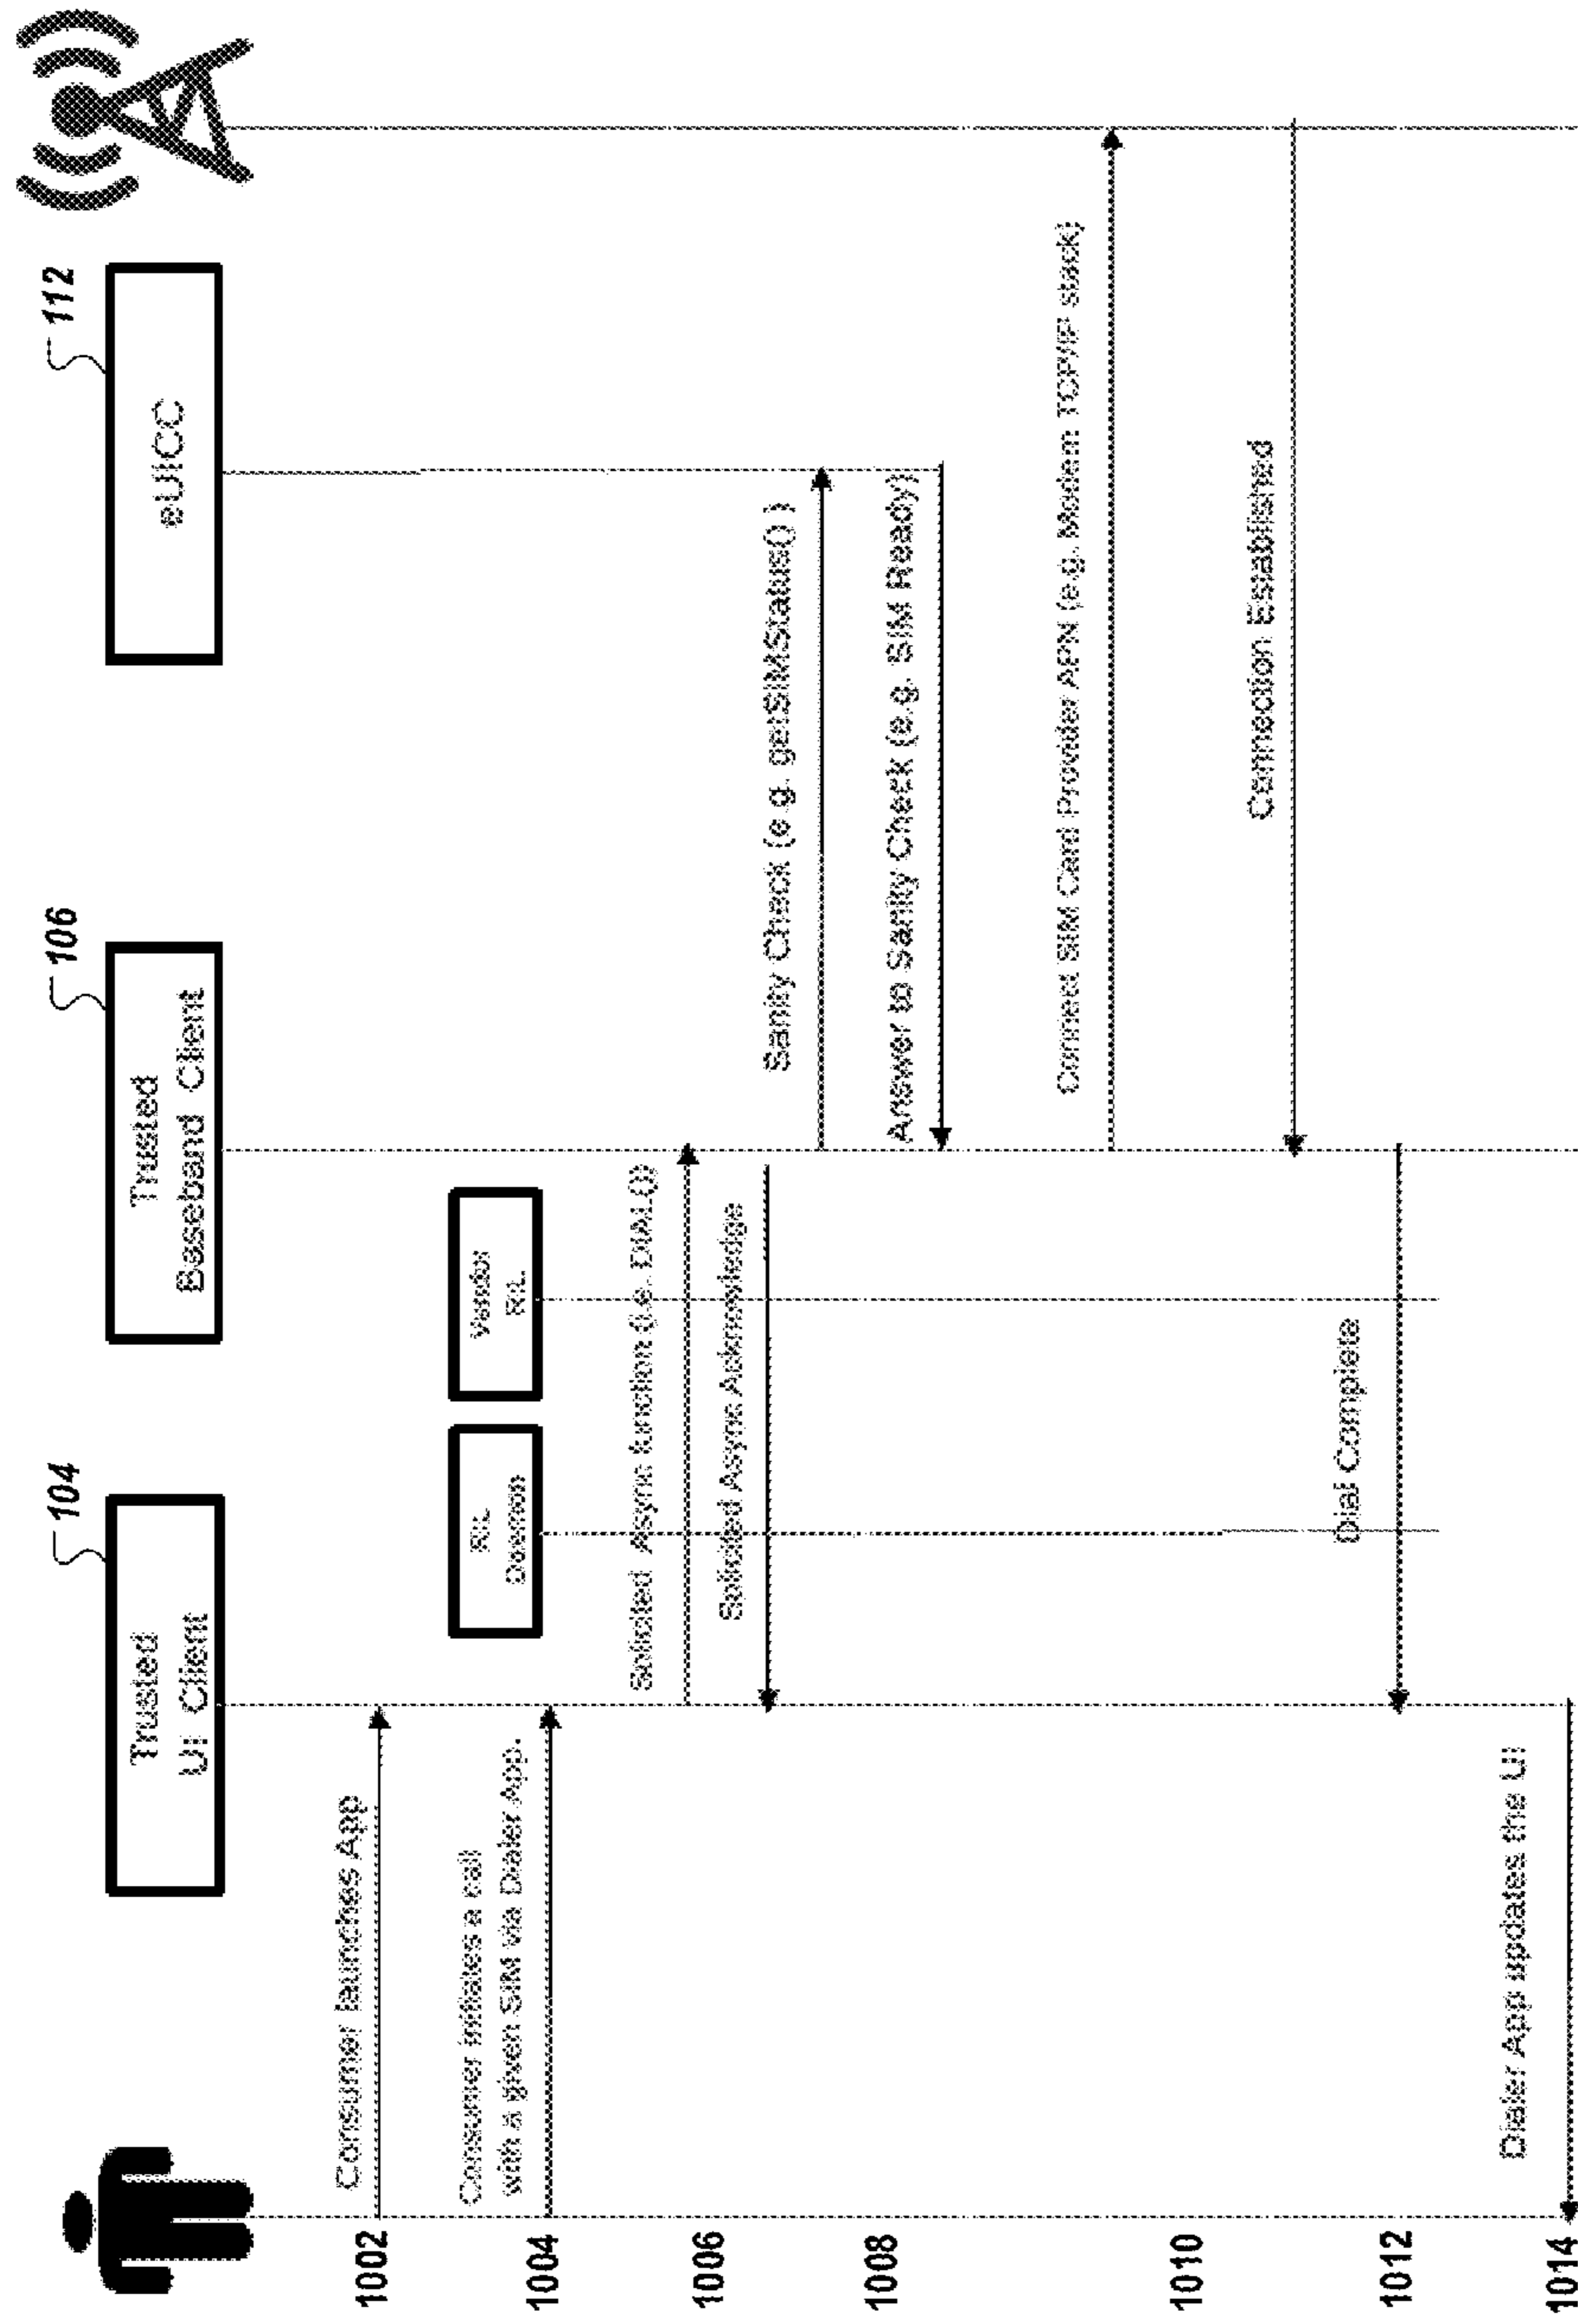 104
106
112
Trusted
UI Client
Trusted
Baseband Client
eUICC
1002
Consumer launches App
RIL
Daemon
Vendor
RIL
1004
Consumer initiates a call
with a given SIM via Dialer App.
1006
Solicited Async function (i.e. DIAL())
Solicited Async Acknowledge
1008
Sanity Check (e.g. getSIMStatus() )
Answer to Sanity Check (e.g. SIM Ready)
1010
Connect SIM Card Provider APN (e.g. Modem TCP/IP stack)
Connection Established
1012
Dial Complete
1014
Dialer App updates the UI